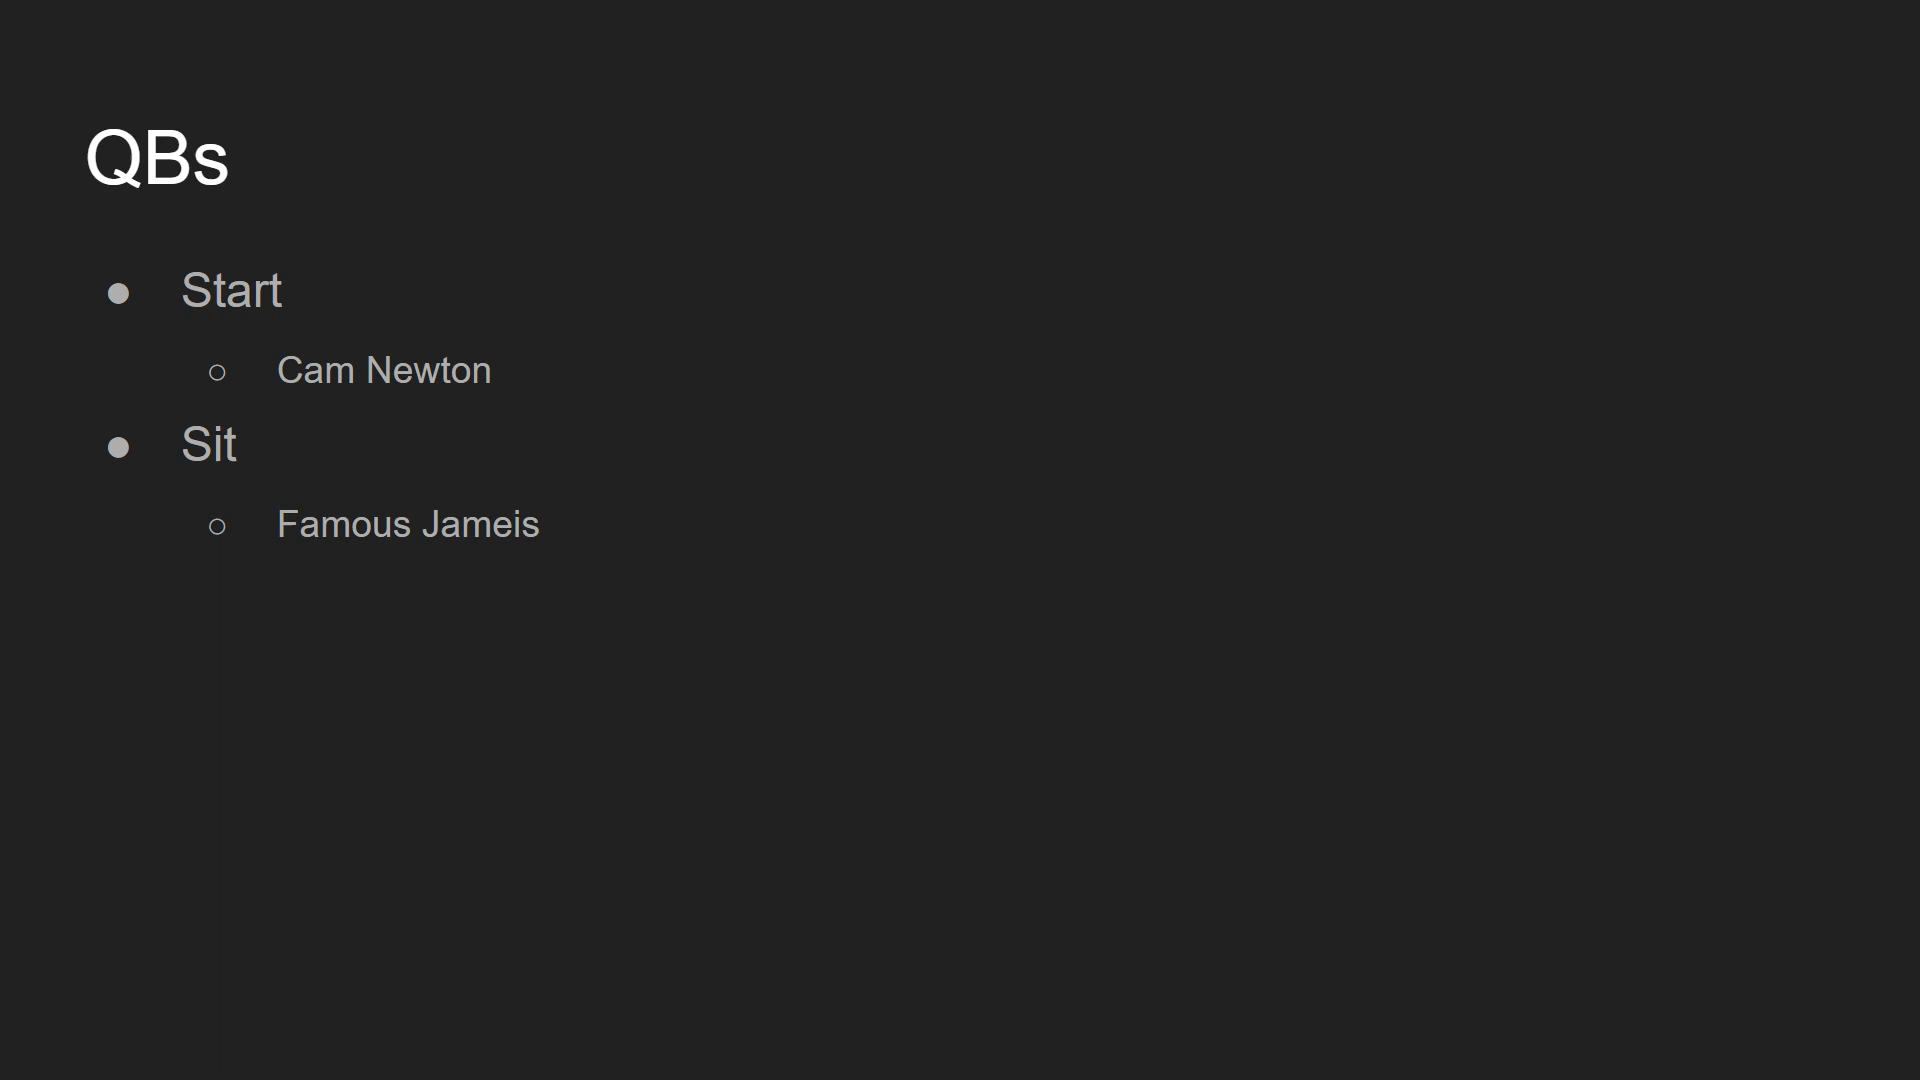 QBs
● Start
○ Cam Newton
● Sit
○ Famous Jameis